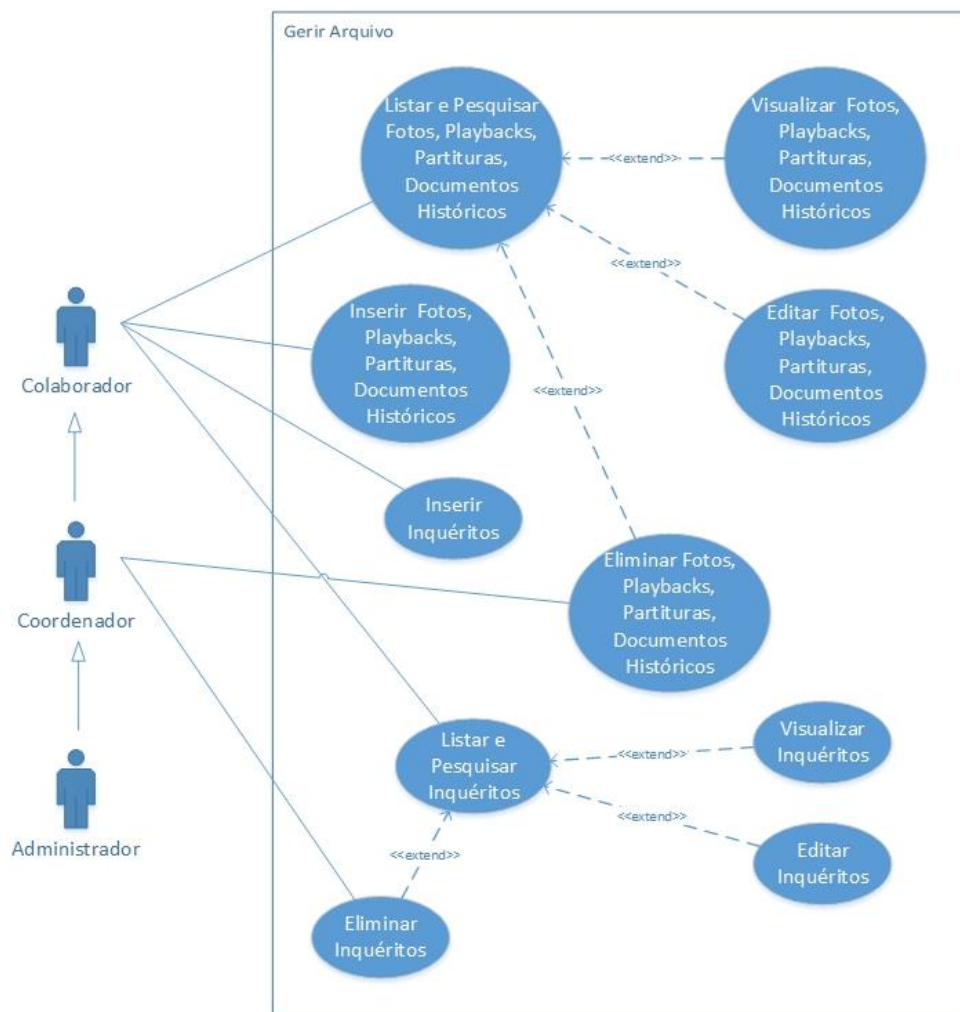 Gerir Arquivo
Listar e Pesquisar
Fotos, Playbacks,
Partituras,
Documentos
Históricos
<<extend>>
Visualizar Fotos,
Playbacks,
Partituras,
Documentos
Históricos
<<extend>>
Editar Fotos,
Playbacks,
Partituras,
Documentos
Históricos
Colaborador
Inserir Fotos,
Playbacks,
Partituras,
Documentos
Históricos
<<extend>>
Inserir
Inquéritos
Coordenador
Eliminar Fotos,
Playbacks,
Partituras,
Documentos
Históricos
Listar e
Pesquisar
Inquéritos
<<extend>>
Visualizar
Inquéritos
<<extend>>
Editar
Inquéritos
Administrador
<<extend>>
Eliminar
Inquéritos